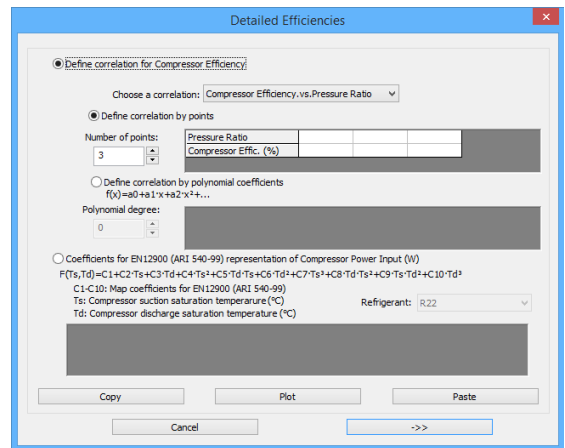 Detailed Efficiencies
Define correlation for Compressor Efficiency
Choose a correlation: Compressor Efficiency.vs.Pressure Ratio
Define correlation by points
Number of points:
3
Pressure Ratio
Compressor Effic. (%)
Define correlation by polynomial coefficients
f(x)=a0+a1·x+a2·x²+...
Polynomial degree:
0
Coefficients for EN12900 (ARI 540-99) representation of Compressor Power Input (W)
F(Ts,Td)=C1+C2·Ts+C3·Td+C4·Ts²+C5·Td·Ts+C6·Td²+C7·Ts³+C8·Td·Ts²+C9·Ts·Td²+C10·Td³
C1-C10: Map coefficients for EN12900 (ARI 540-99)
Ts: Compressor suction saturation temperarure (ºC)
Td: Compressor discharge saturation temperature (ºC)
Refrigerant: R22
Copy Plot Paste
Cancel ->>